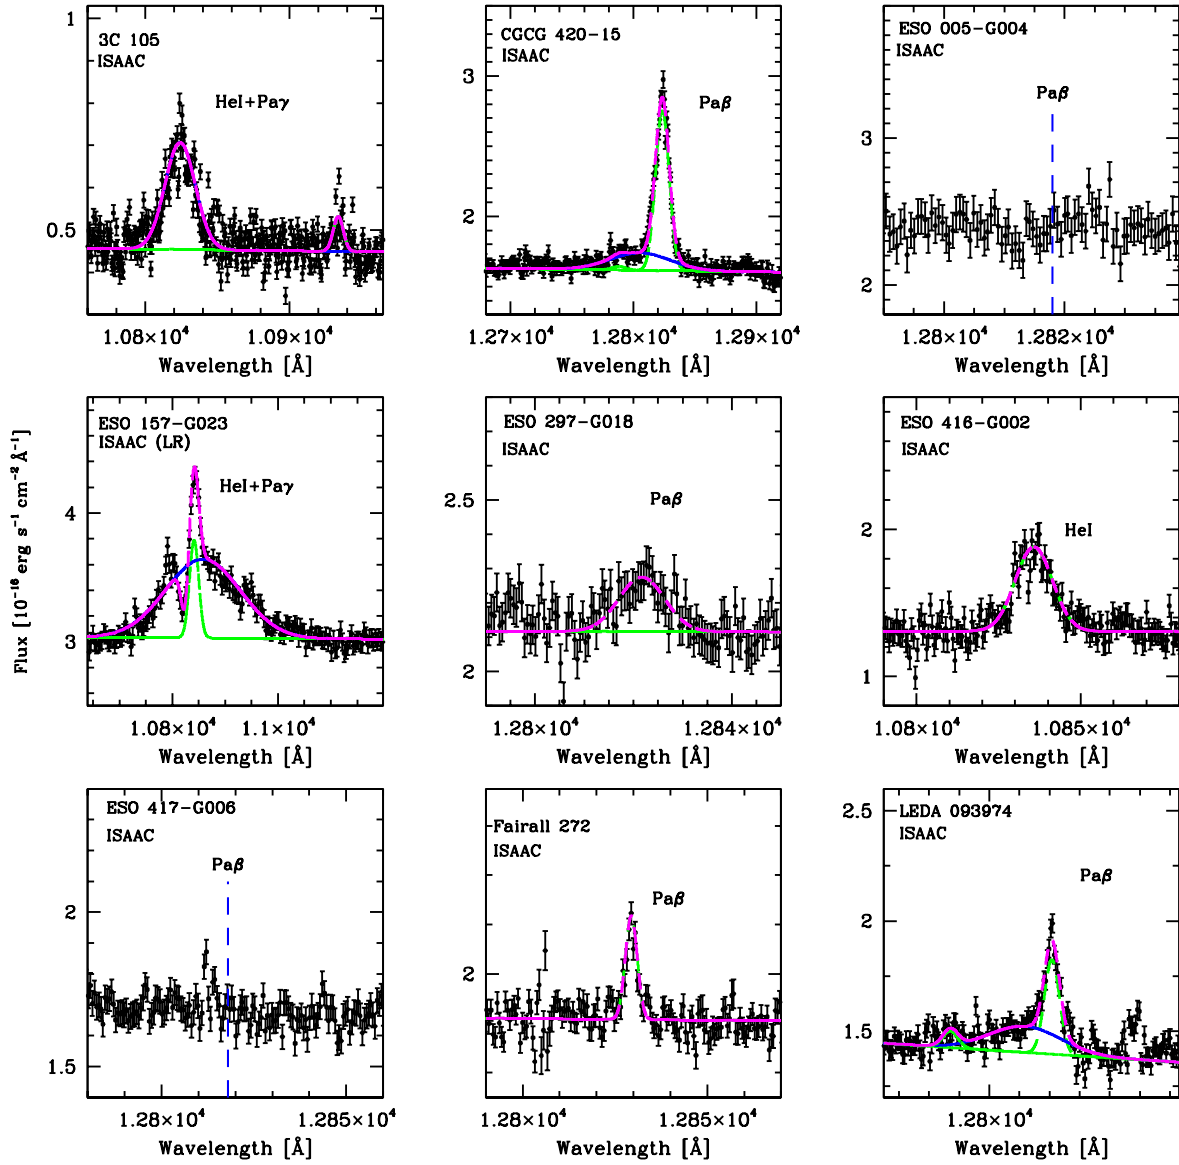 3C 105
ISAAC
HeI+Paγ
1
0.5
1.08×10⁴ 1.09×10⁴
Wavelength [Å]
CGCG 420−15
ISAAC
Paβ
3
2
1.27×10⁴ 1.28×10⁴ 1.29×10⁴
Wavelength [Å]
ESO 005−G004
ISAAC
Paβ
3
2
1.28×10⁴ 1.282×10⁴
Wavelength [Å]
Flux [10⁻¹⁶ erg s⁻¹ cm⁻² Å⁻¹]
ESO 157−G023
ISAAC (LR)
HeI+Paγ
4
3
1.08×10⁴ 1.1×10⁴
Wavelength [Å]
ESO 297−G018
ISAAC
Paβ
2.5
2
1.28×10⁴ 1.284×10⁴
Wavelength [Å]
ESO 416−G002
ISAAC
HeI
2
1
1.08×10⁴ 1.085×10⁴
Wavelength [Å]
ESO 417−G006
ISAAC
Paβ
2
1.5
1.28×10⁴ 1.285×10⁴
Wavelength [Å]
Fairall 272
ISAAC
Paβ
2
1.28×10⁴ 1.285×10⁴
Wavelength [Å]
LEDA 093974
ISAAC
Paβ
2.5
2
1.5
1.28×10⁴
Wavelength [Å]